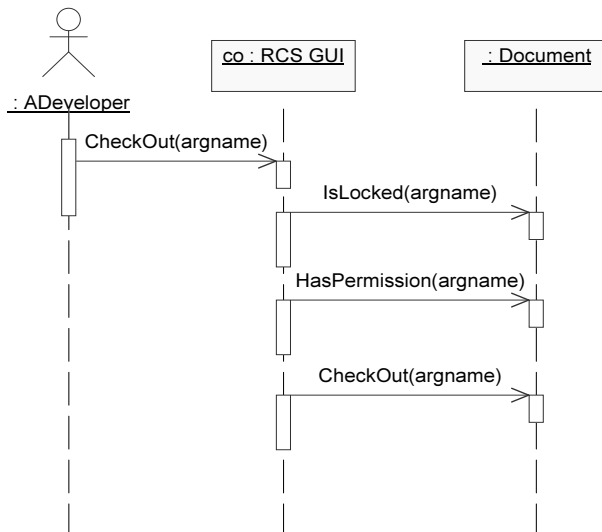 co : RCS GUI
: Document
: ADeveloper
CheckOut(argname)
IsLocked(argname)
HasPermission(argname)
CheckOut(argname)